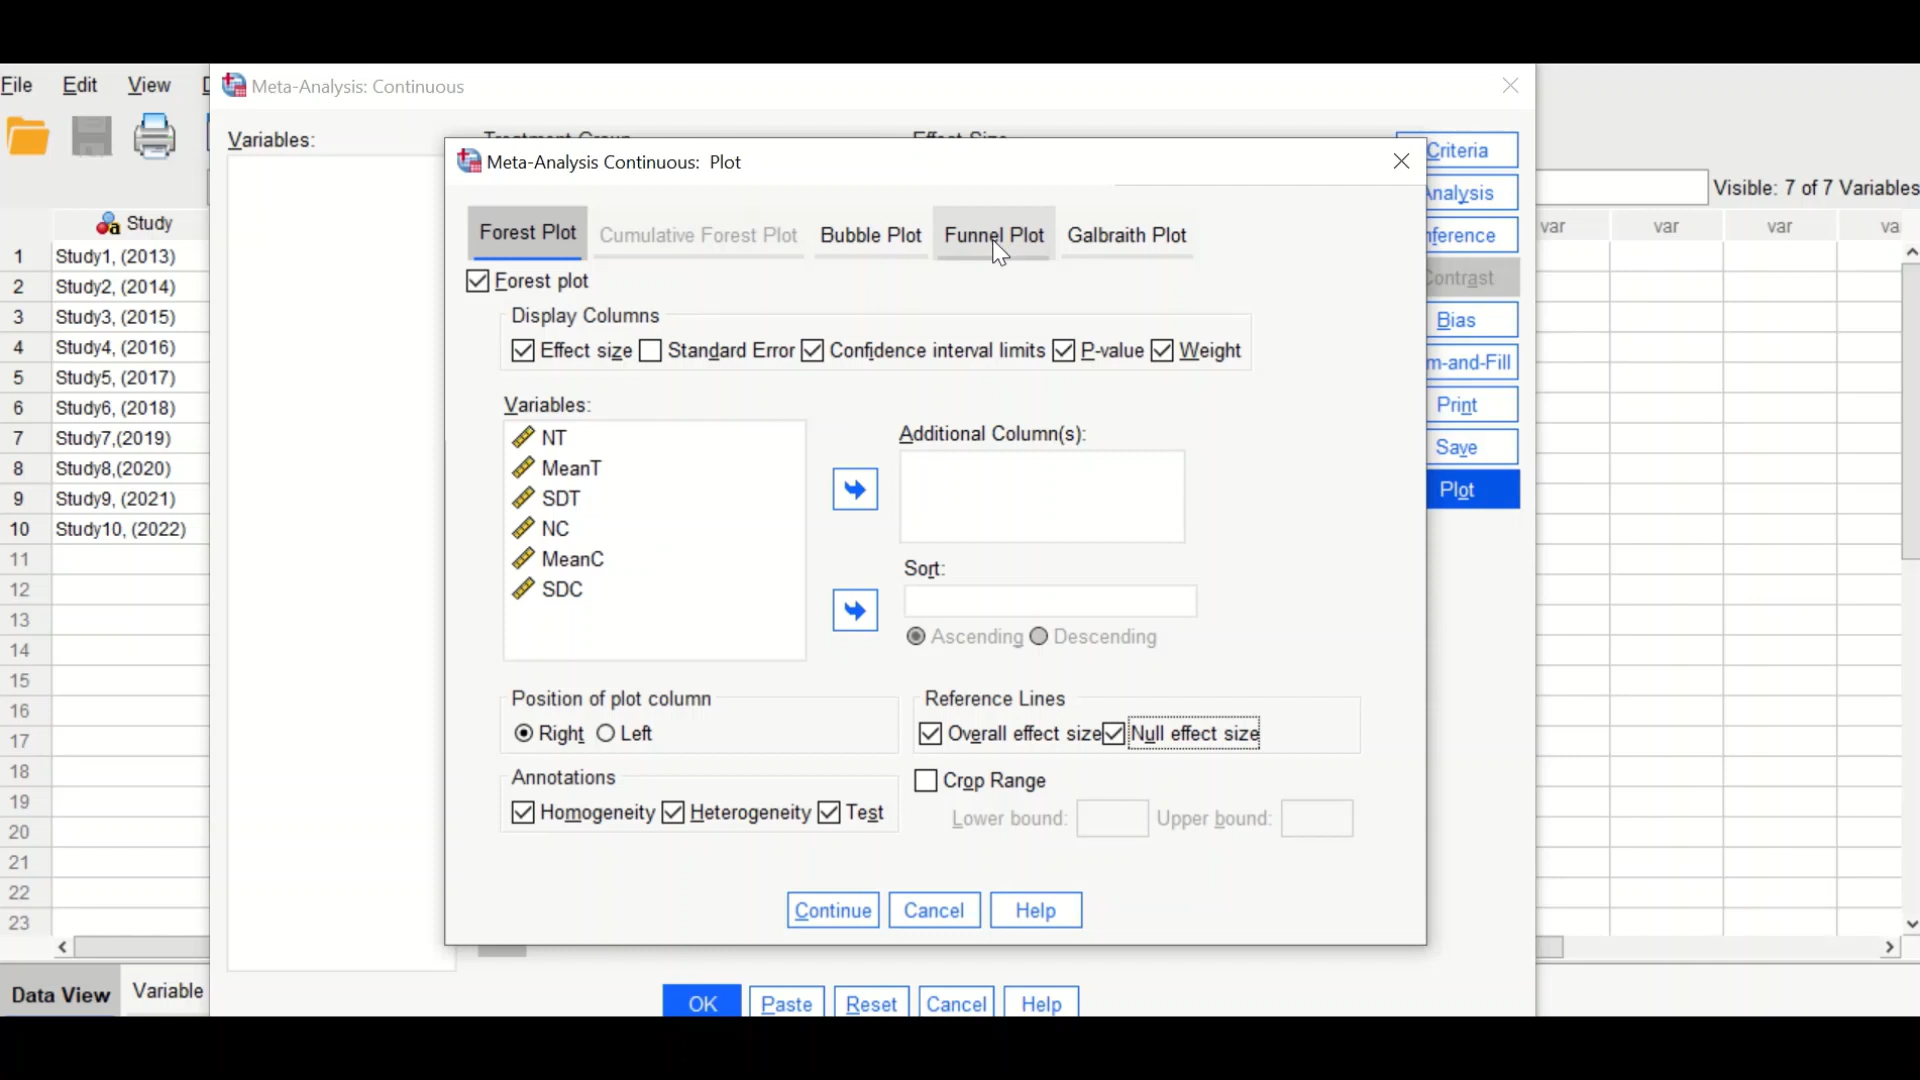 File Edit View
Meta-Analysis: Continuous
Variables:
Criteria
Meta-Analysis Continuous: Plot
Analysis
Visible: 7 of 7 Variables
Study
var var var va
Forest Plot Cumulative Forest Plot Bubble Plot Funnel Plot Galbraith Plot
nference
1 Study1, (2013)
Forest plot
Contrast
2 Study2, (2014)
Display Columns
3 Study3, (2015)
Bias
4 Study4, (2016)
Effect size Standard Error Confidence interval limits P-value Weight
m-and-Fill
5 Study5, (2017)
Variables:
Print
6 Study6, (2018)
NT
Additional Column(s):
7 Study7,(2019)
Save
8 Study8,(2020)
MeanT
9 Study9, (2021)
SDT
Plot
10 Study10, (2022)
NC
11
MeanC
Sort:
12
SDC
13
Ascending Descending
14
15
16
Position of plot column
Reference Lines
17
Right Left
Overall effect size Null effect size
18
Annotations
Crop Range
19
Homogeneity Heterogeneity Test
Lower bound: Upper bound:
20
21
22
23
Continue Cancel Help
Data View Variable
OK Paste Reset Cancel Help